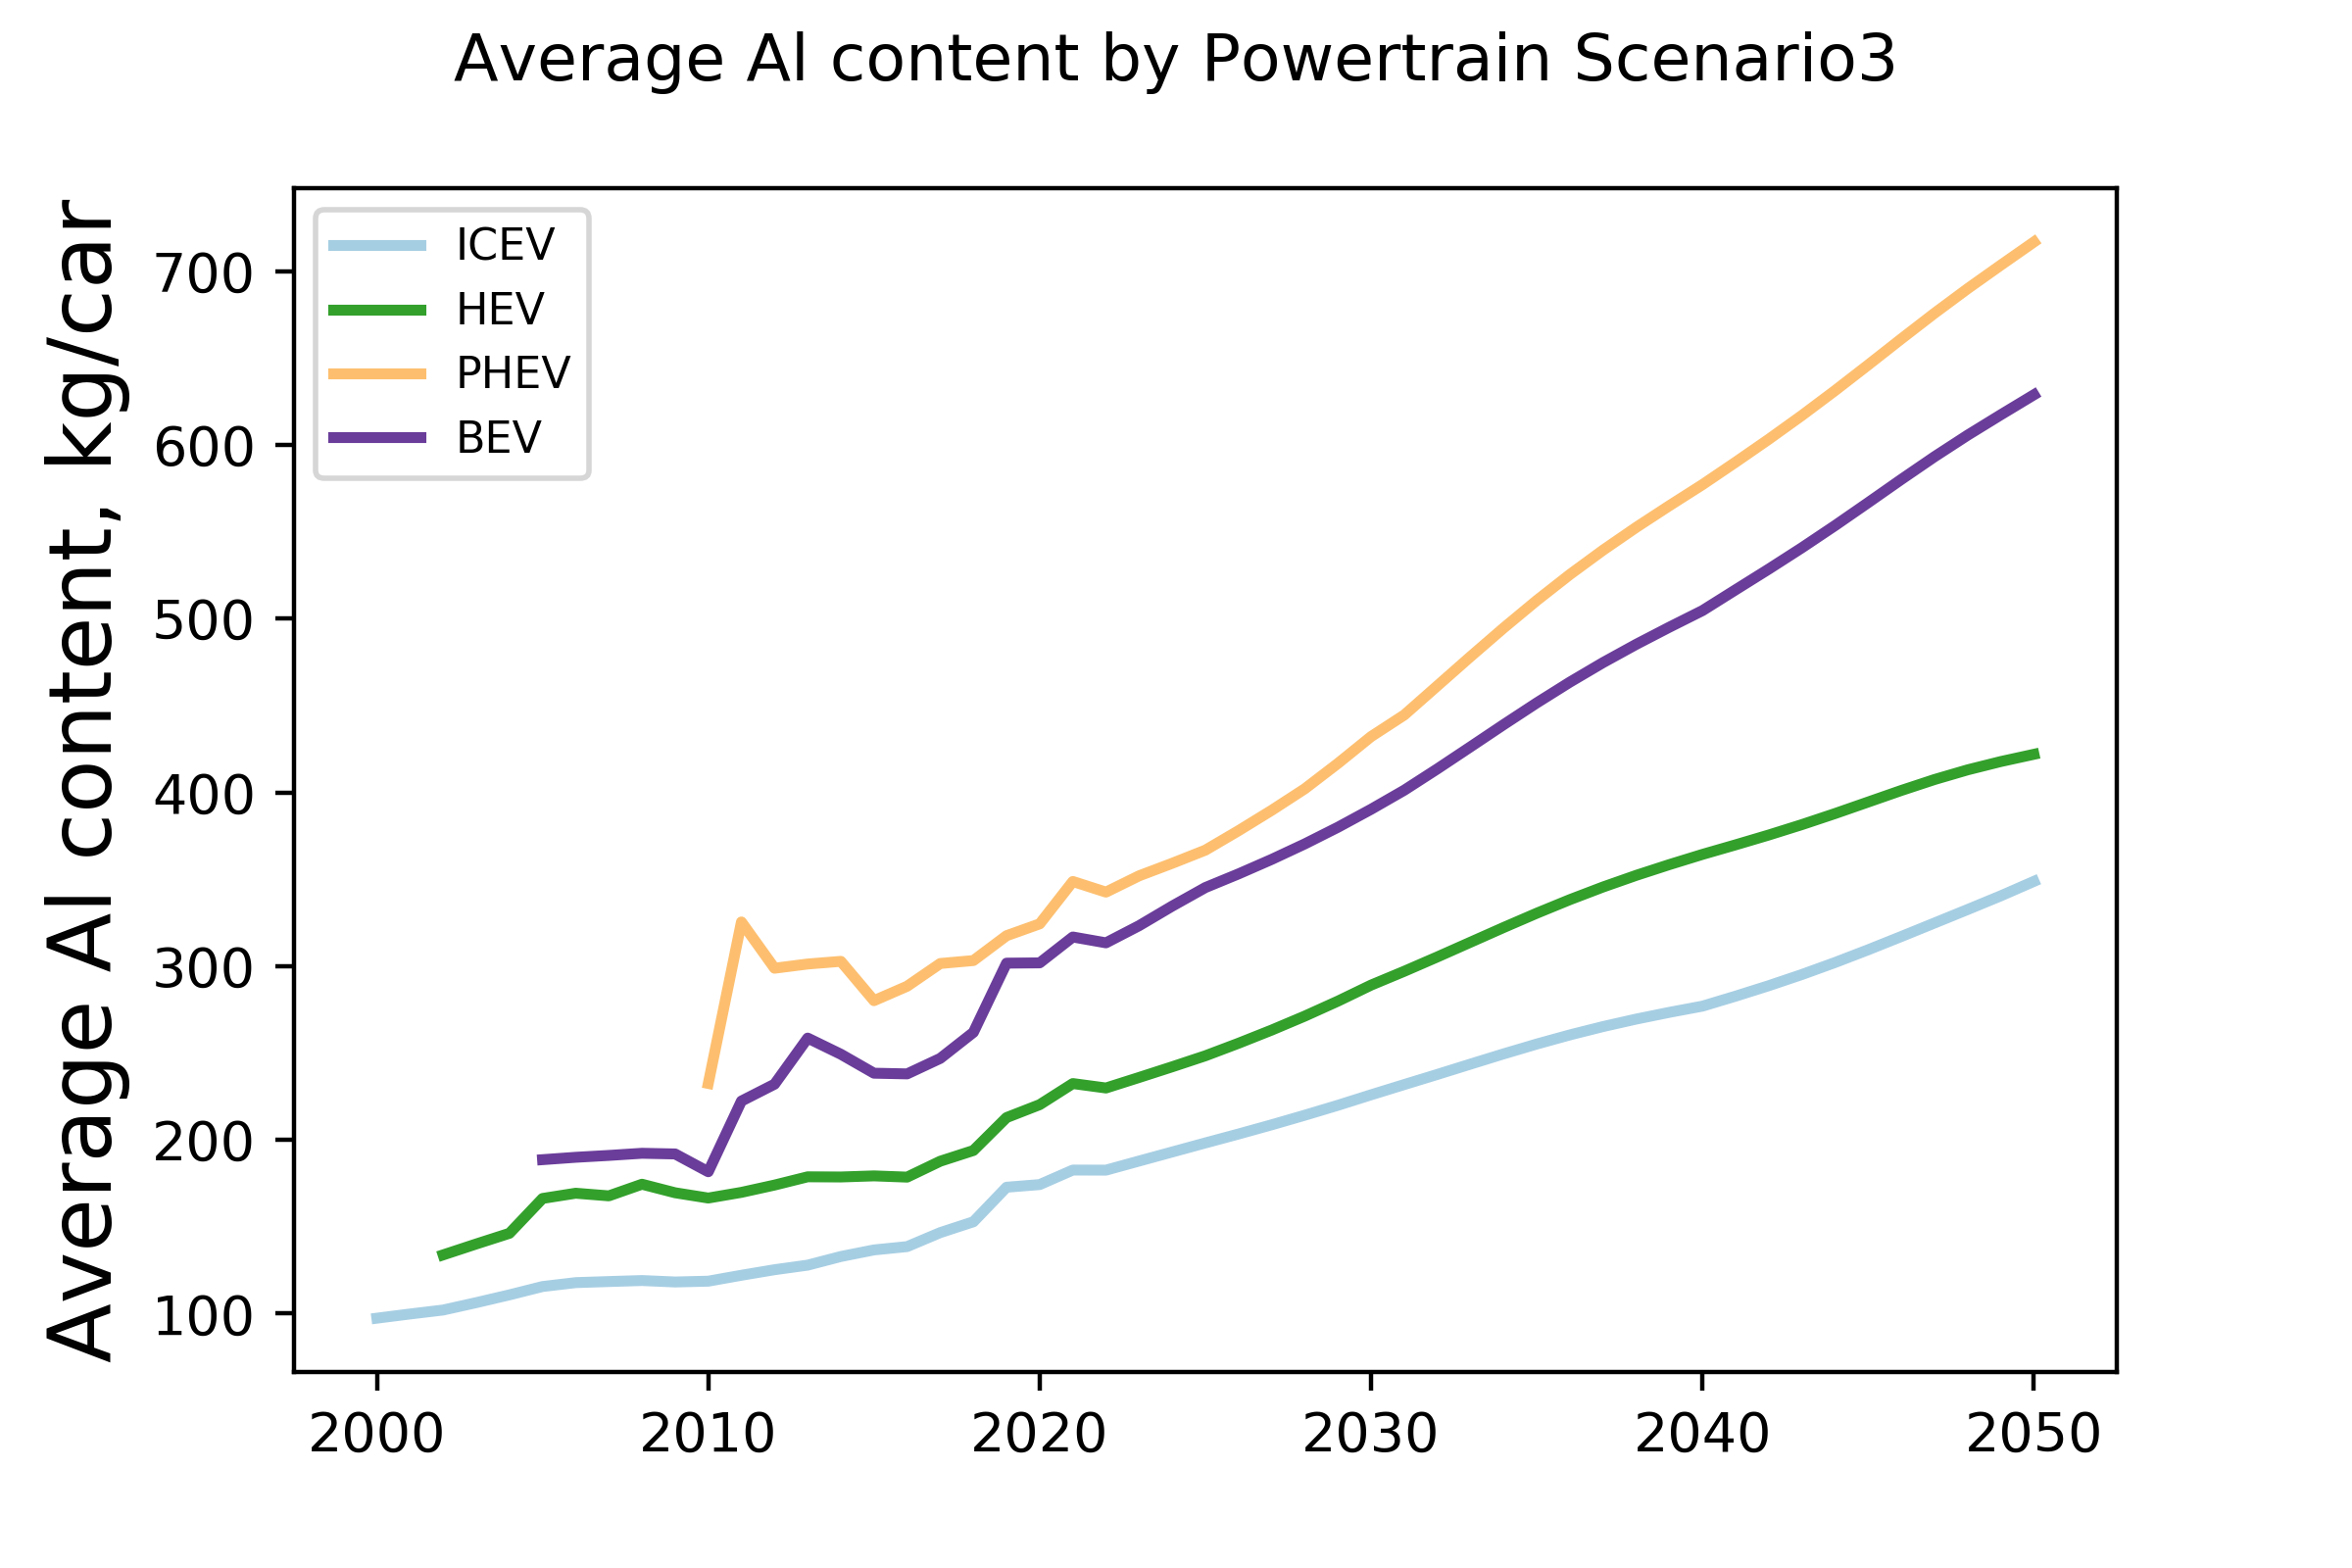 Average Al content by Powertrain Scenario3
Average Al content, kg/car
700
600
500
400
300
200
100
ICEV
HEV
PHEV
BEV
2000 2010 2020 2030 2040 2050